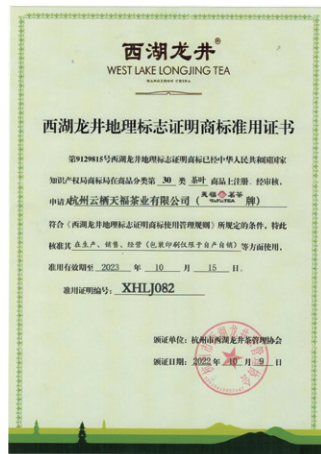 西湖龙井®
WEST LAKE LONGJING TEA
西湖龙井地理标志证明商标准用证书
第9129815号西湖龙井地理标志证明商标已经中华人民共和国国家
知识产权局商标局在商品分类第 30 类 茶叶 商品上注册。经审核,
申请人杭州云栖天福茶业有限公司( 天福茗茶 牌)
符合《西湖龙井地理标志证明商标使用管理规则》所规定的条件。特此
核准其在生产、销售、经营(包装印制仅限于自产自销)等方面使用。
准用有效期至 2023 年 10 月 15 日。
准用证明编号: XHLJ082
颁证单位: 杭州市西湖龙井茶管理协会
颁证日期: 2022年 10 月 9 日